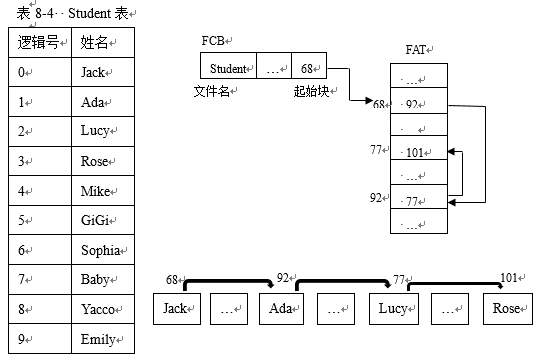 表 8-4·· Student 表↵
逻辑号↵ 姓名↵
0↵ Jack↵
1↵ Ada↵
2↵ Lucy↵
3↵ Rose↵
4↵ Mike↵
5↵ GiGi↵
6↵ Sophia↵
7↵ Baby↵
8↵ Yacco↵
9↵ Emily↵
FCB↵
Student↵ …↵ 68↵
文件名↵ 起始块↵
FAT↵
· …↵
68↵ · 92↵
· …↵
77↵ · 101↵
· …↵
92↵ · 77↵
· …↵
68↵ 92↵ 77↵ 101↵
Jack↵ …↵ Ada↵ …↵ Lucy↵ …↵ Rose↵